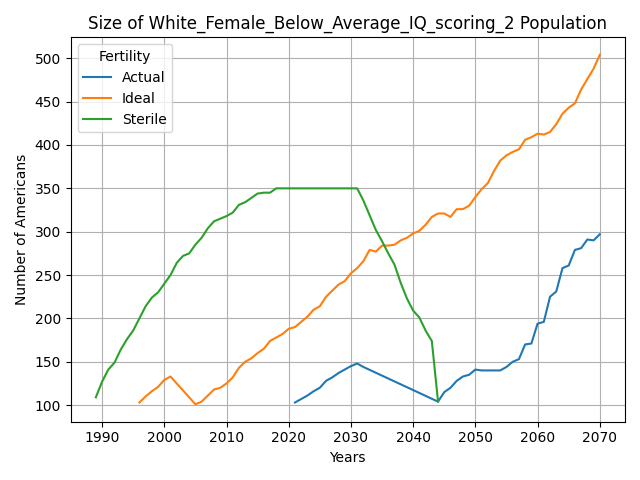 Size of White_Female_Below_Average_IQ_scoring_2 Population
Fertility
Actual
Ideal
Sterile
Number of Americans
500
450
400
350
300
250
200
150
100
1990 2000 2010 2020 2030 2040 2050 2060 2070
Years